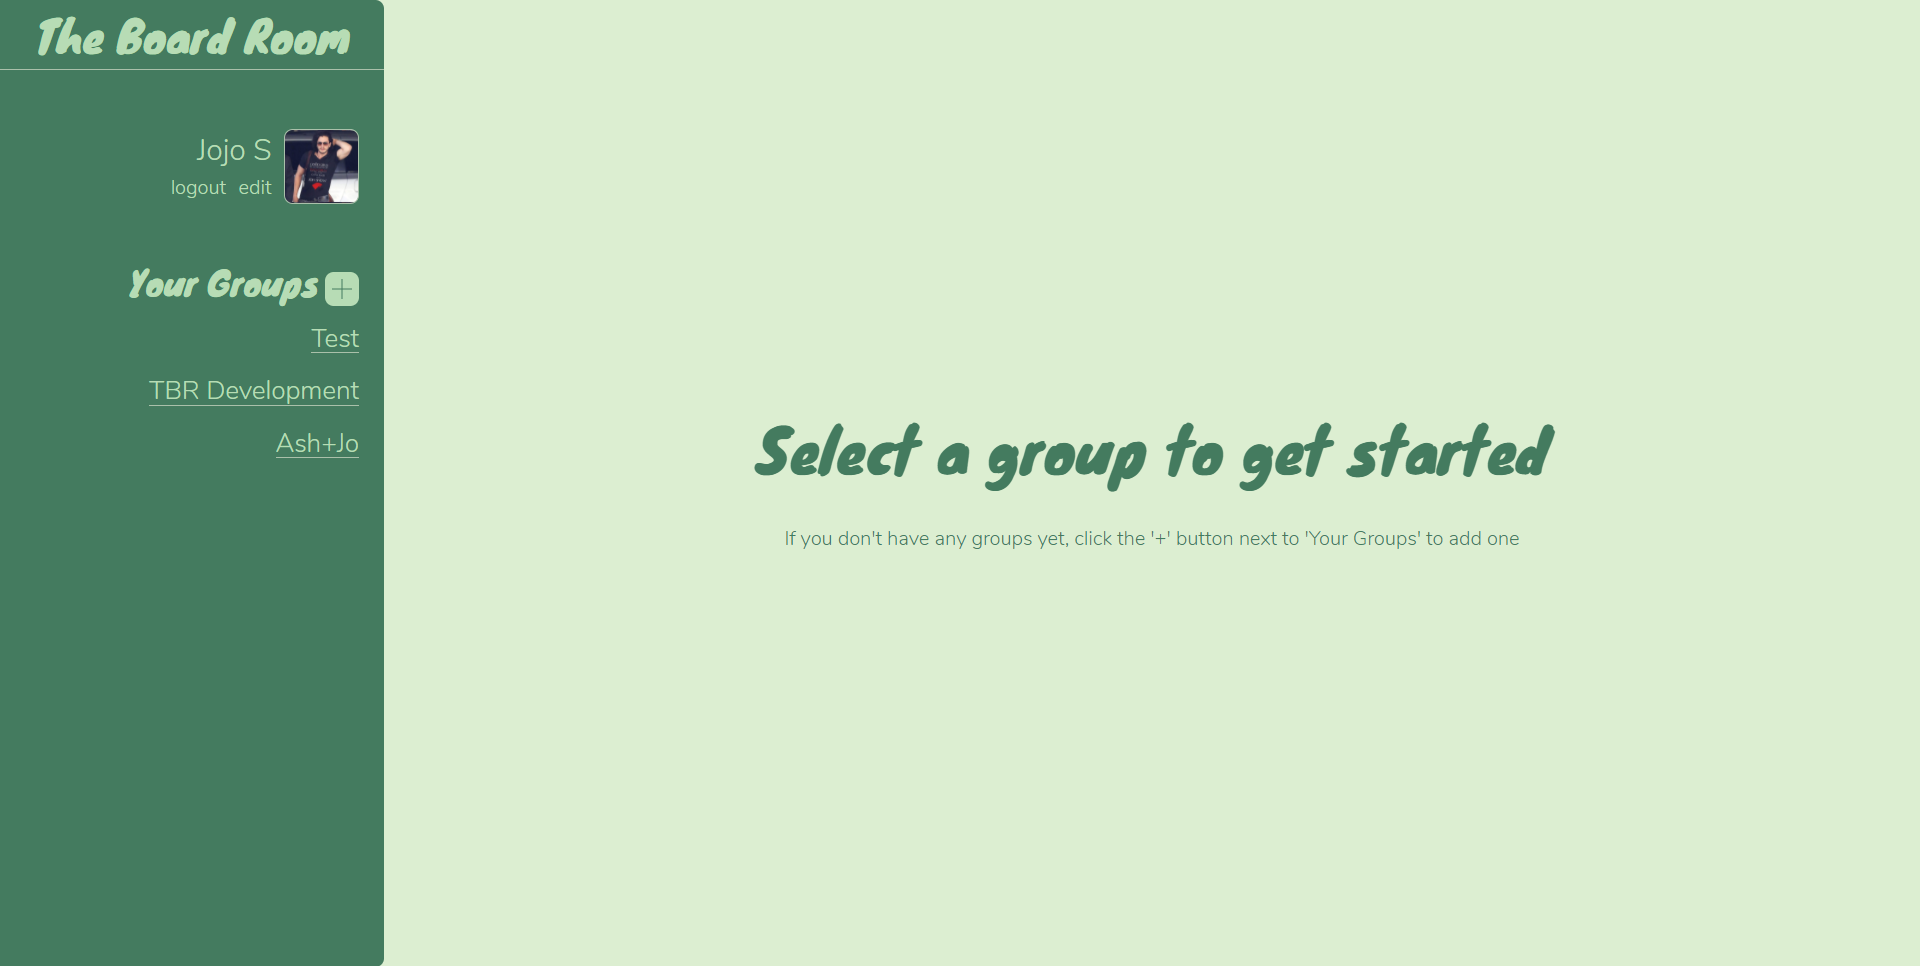 The Board Room
Jojo S
logout edit
Your Groups +
Test
TBR Development
Ash+Jo
Select a group to get started
If you don't have any groups yet, click the '+' button next to 'Your Groups' to add one